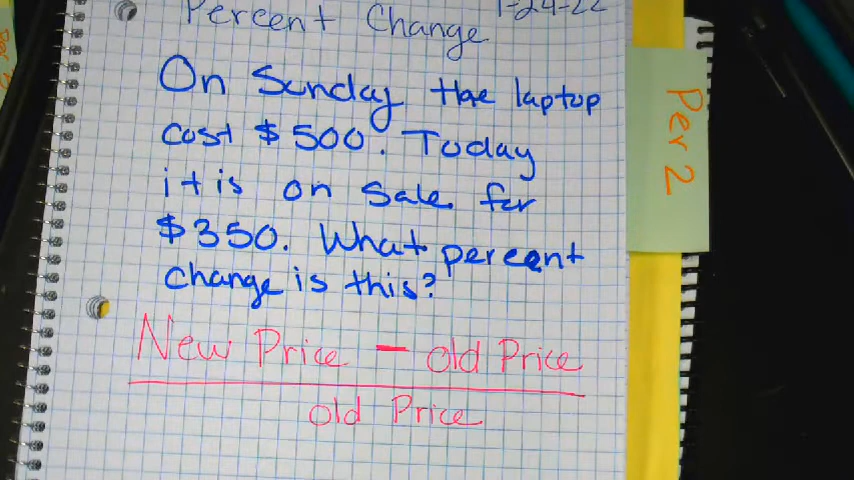 Percent Change
1-24-22
On Sunday the laptop
cost $500. Today
it is on sale for
$350. What percent
change is this?
New Price - old Price
old Price
Per 2